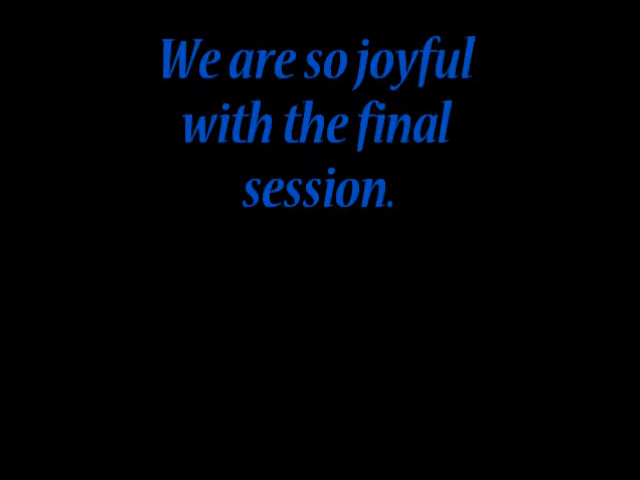 We are so joyful
with the final
session.